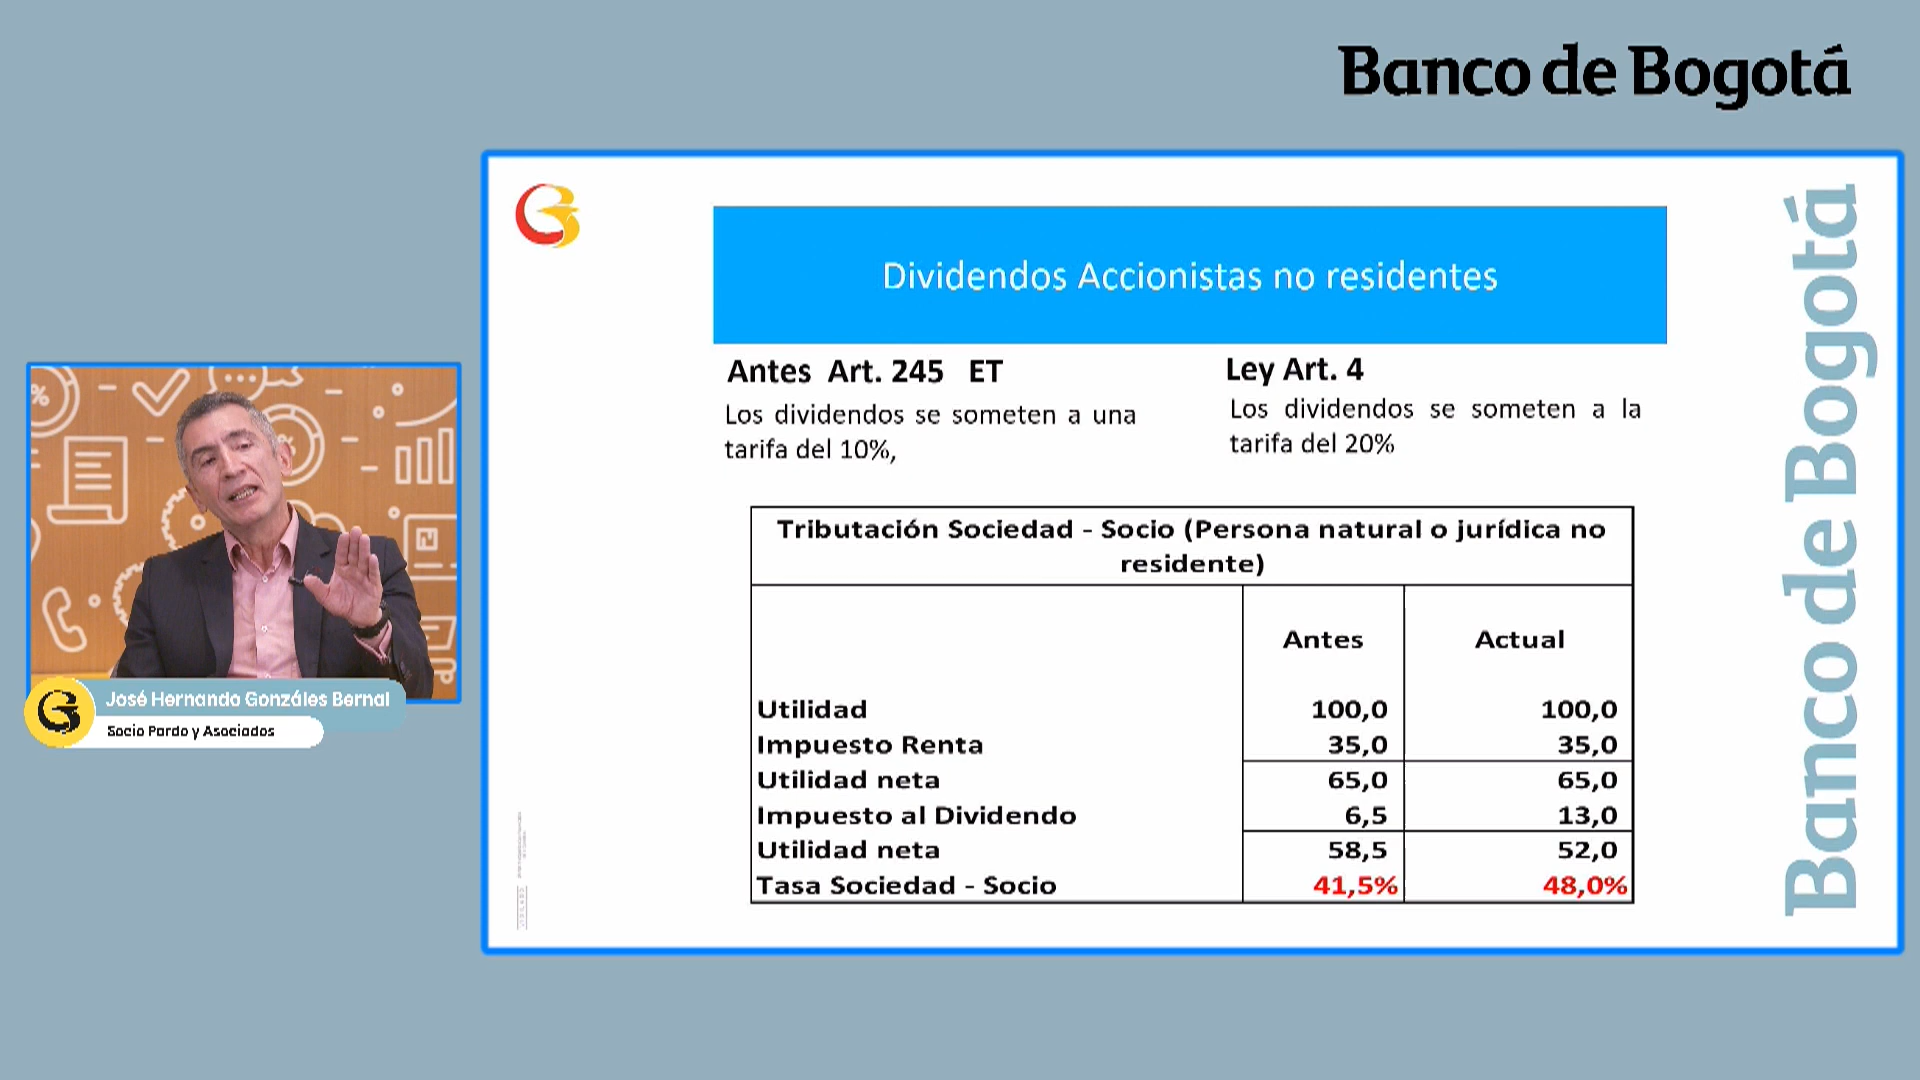 Banco de Bogotá
Dividendos Accionistas no residentes
Antes Art. 245 ET
Los dividendos se someten a una
tarifa del 10%,
Ley Art. 4
Los dividendos se someten a la
tarifa del 20%
Tributación Sociedad - Socio (Persona natural o jurídica no
residente)
Antes Actual
Utilidad 100,0 100,0
Impuesto Renta 35,0 35,0
Utilidad neta 65,0 65,0
Impuesto al Dividendo 6,5 13,0
Utilidad neta 58,5 52,0
Tasa Sociedad - Socio 41,5% 48,0%
Banco de Bogotá
José Hernando Gonzáles Bernal
Socio Pardo y Asociados